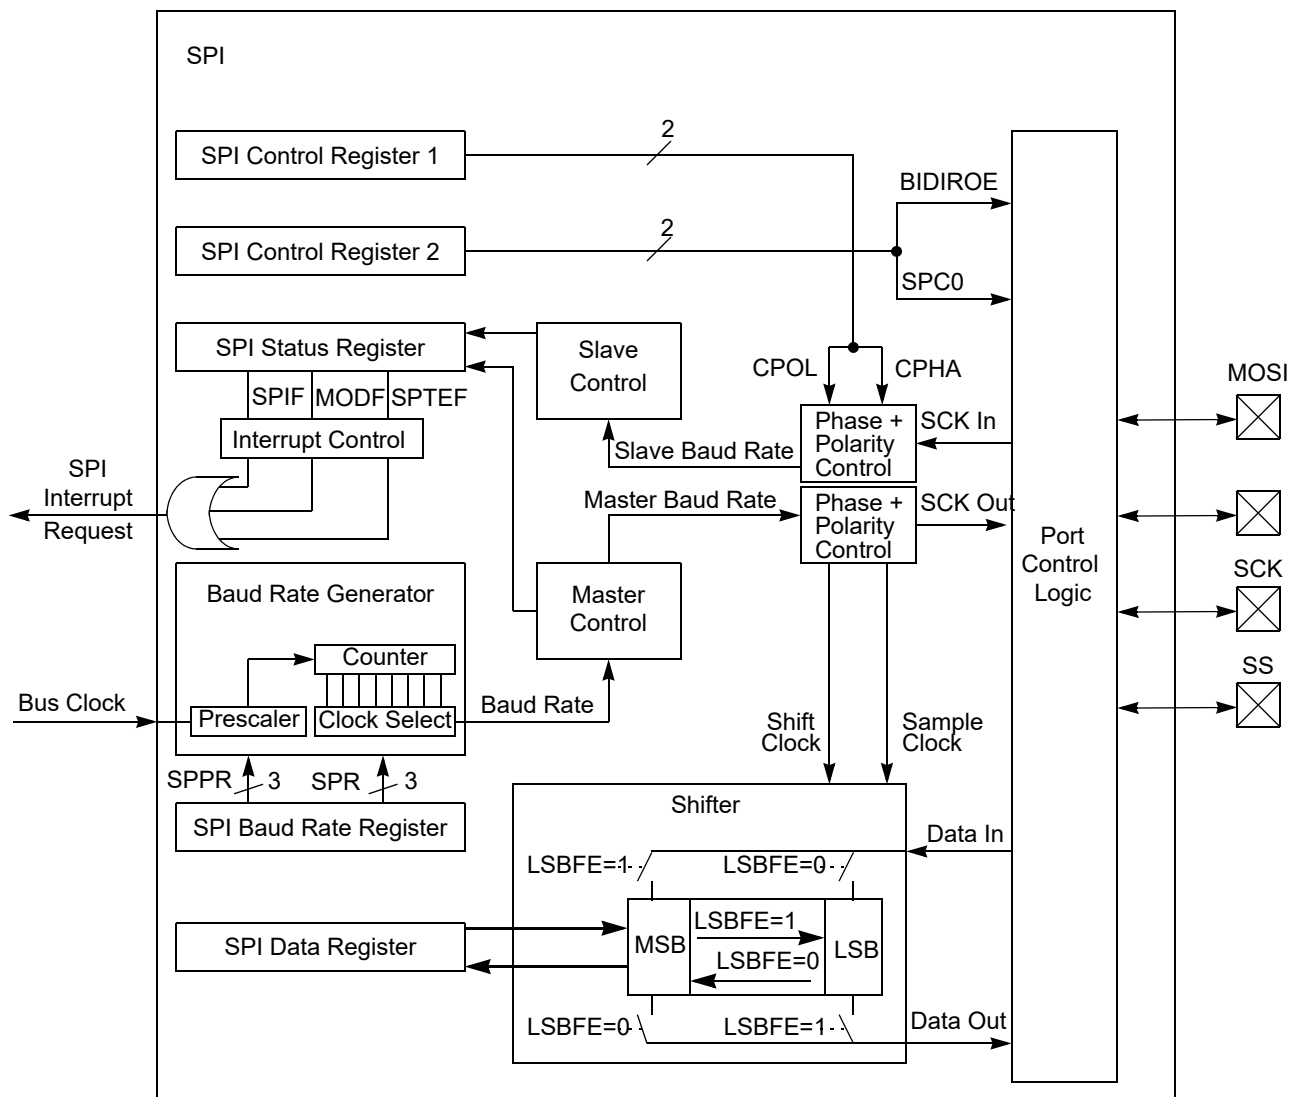 SPI
SPI Control Register 1
2
BIDIROE
SPI Control Register 2
2
SPC0
SPI Status Register
Slave
Control
CPOL
CPHA
MOSI
SPIF
MODF
SPTEF
Interrupt Control
Phase +
Polarity
Control
SCK In
Slave Baud Rate
SPI
Interrupt
Request
Master Baud Rate
Phase +
Polarity
Control
SCK Out
Port
Control
Logic
SCK
Baud Rate Generator
Master
Control
Counter
SS
Bus Clock
Prescaler
Clock Select
Baud Rate
Shift
Clock
Sample
Clock
SPPR
3
SPR
3
SPI Baud Rate Register
Shifter
Data In
LSBFE=1
LSBFE=0
SPI Data Register
MSB
LSBFE=1
LSBFE=0
LSB
LSBFE=0
LSBFE=1
Data Out